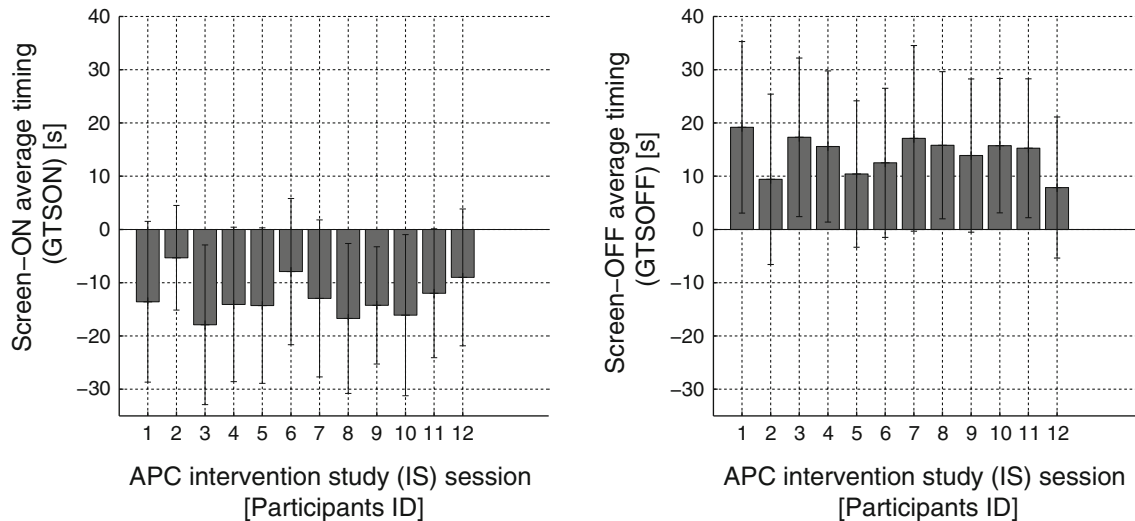 Screen−ON average timing
(GTSON) [s]
40
30
20
10
0
−10
−20
−30
1 2 3 4 5 6 7 8 9 10 11 12
APC intervention study (IS) session
[Participants ID]
Screen−OFF average timing
(GTSOFF) [s]
40
30
20
10
0
−10
−20
−30
1 2 3 4 5 6 7 8 9 10 11 12
APC intervention study (IS) session
[Participants ID]